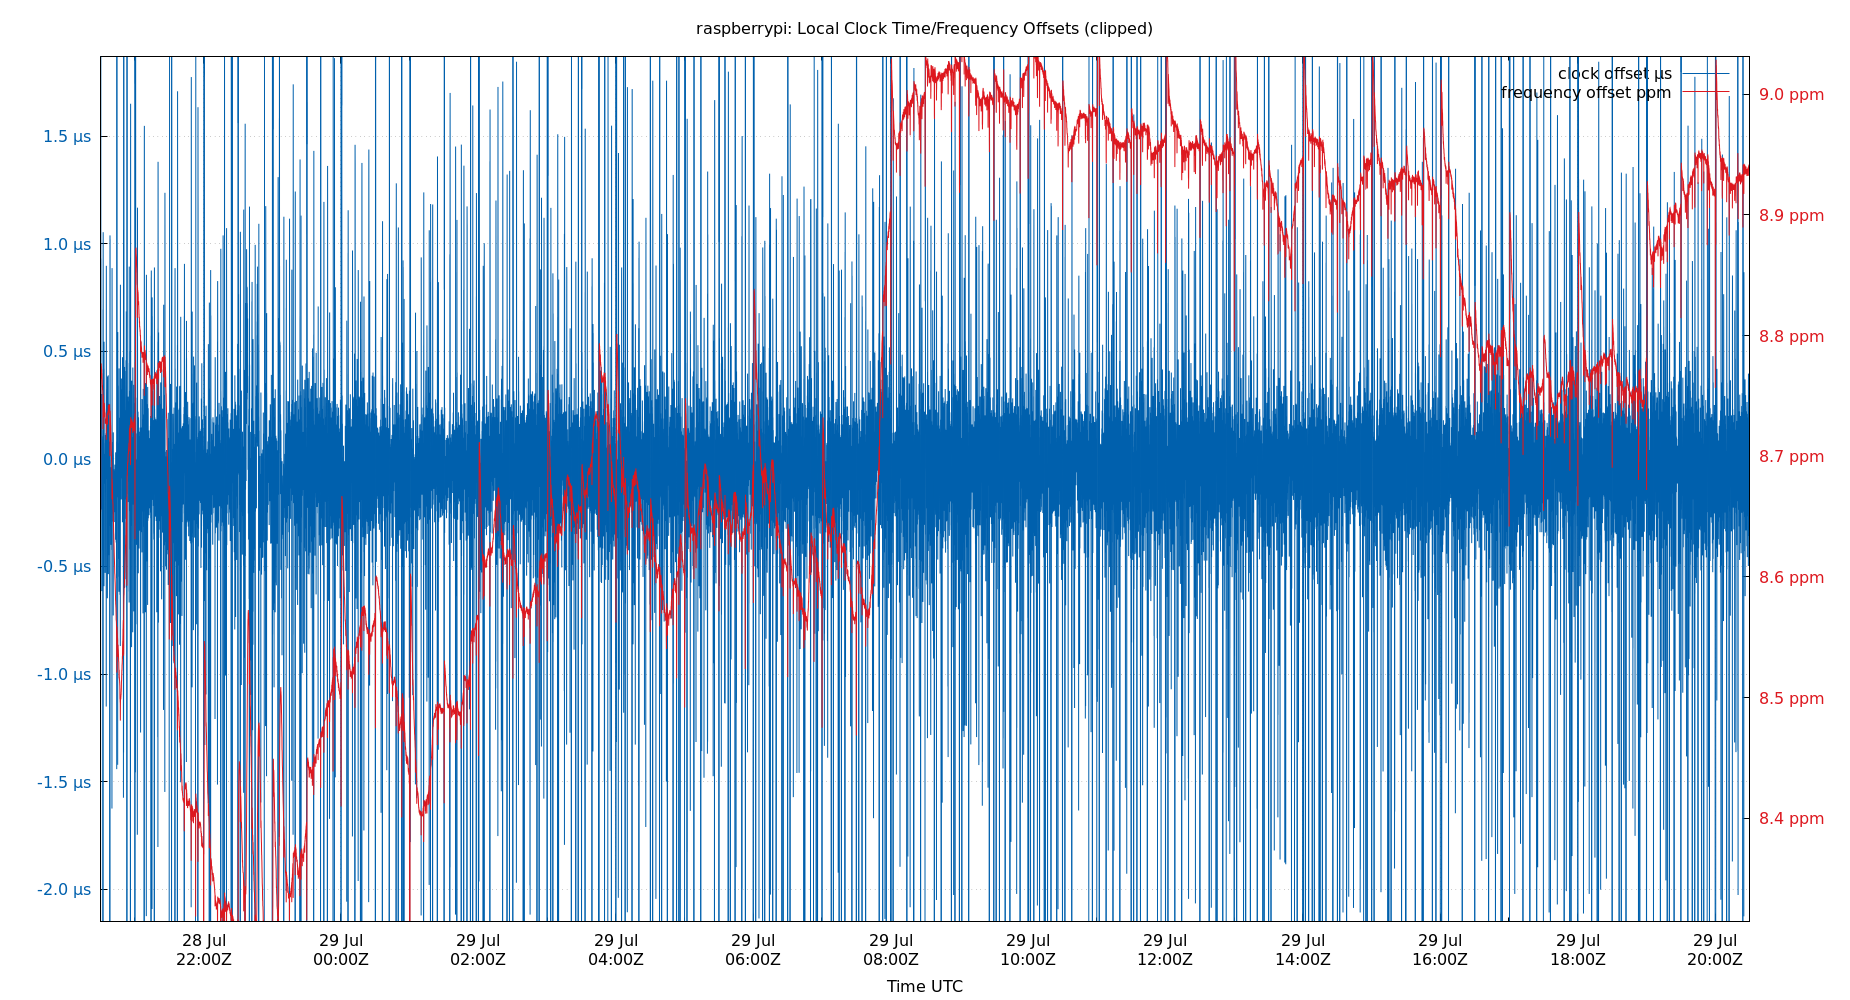 raspberrypi: Local Clock Time/Frequency Offsets (clipped)
clock offset µs
frequency offset ppm
1.5 µs
1.0 µs
0.5 µs
0.0 µs
-0.5 µs
-1.0 µs
-1.5 µs
-2.0 µs
9.0 ppm
8.9 ppm
8.8 ppm
8.7 ppm
8.6 ppm
8.5 ppm
8.4 ppm
28 Jul 29 Jul 29 Jul 29 Jul 29 Jul 29 Jul 29 Jul 29 Jul 29 Jul 29 Jul 29 Jul 29 Jul
22:00Z 00:00Z 02:00Z 04:00Z 06:00Z 08:00Z 10:00Z 12:00Z 14:00Z 16:00Z 18:00Z 20:00Z
Time UTC